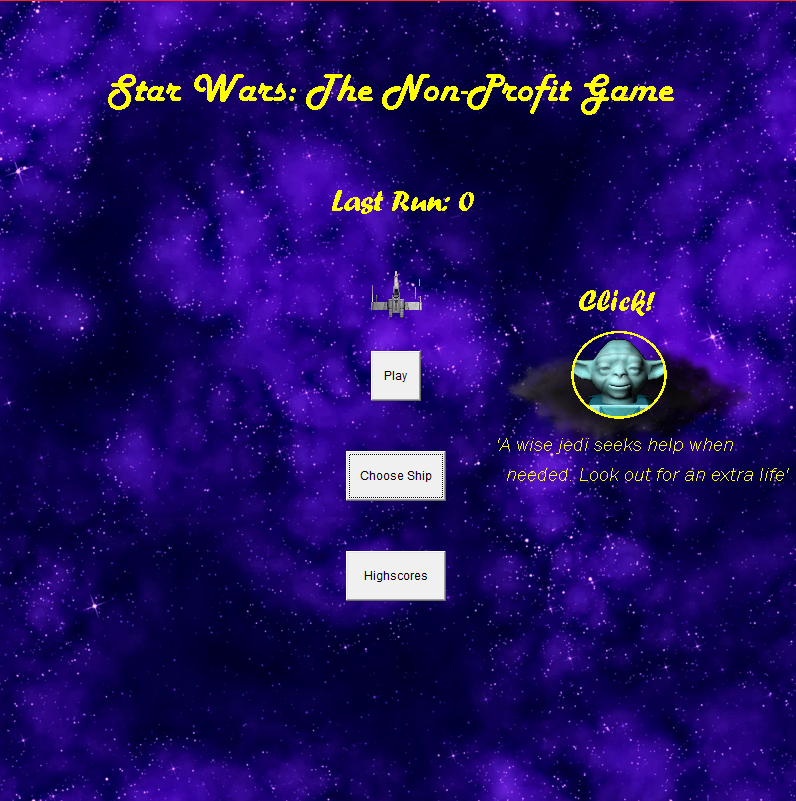 Star Wars: The Non-Profit Game
Last Run: 0
Click!
Play
'A wise jedi seeks help when
needed. Look out for an extra life'
Choose Ship
Highscores